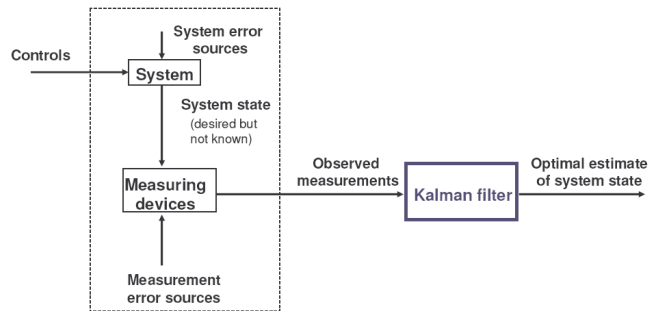 System error
sources
Controls
System
System state
(desired but
not known)
Measuring
devices
Observed
measurements
Kalman filter
Optimal estimate
of system state
Measurement
error sources